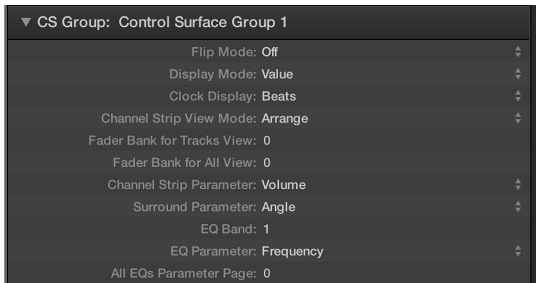 CS Group: Control Surface Group 1
Flip Mode: Off
Display Mode: Value
Clock Display: Beats
Channel Strip View Mode: Arrange
Fader Bank for Tracks View: 0
Fader Bank for All View: 0
Channel Strip Parameter: Volume
Surround Parameter: Angle
EQ Band: 1
EQ Parameter: Frequency
All EQs Parameter Page: 0